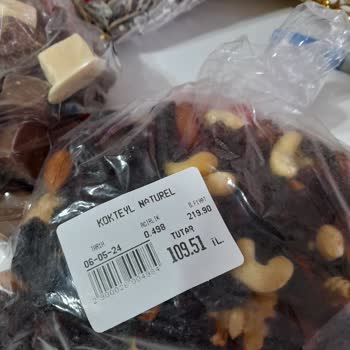 KOKTEYL NATUREL
TARİH AĞIRLIK B.FİYAT
06-05-24 0.498 219.90
TUTAR
109.51 TL.